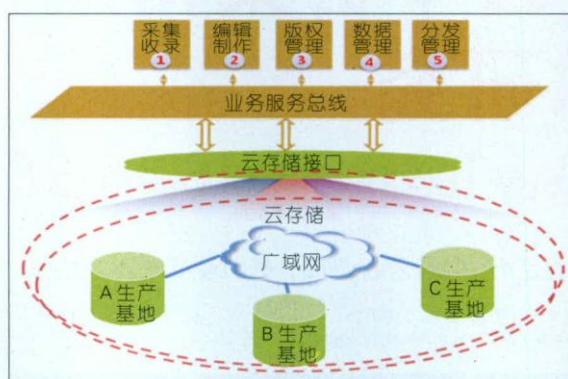 采集
收录
1
编辑
制作
2
版权
管理
3
数据
管理
4
分发
管理
5
业务服务总线
云存储接口
云存储
广域网
A生产
基地
B生产
基地
C生产
基地